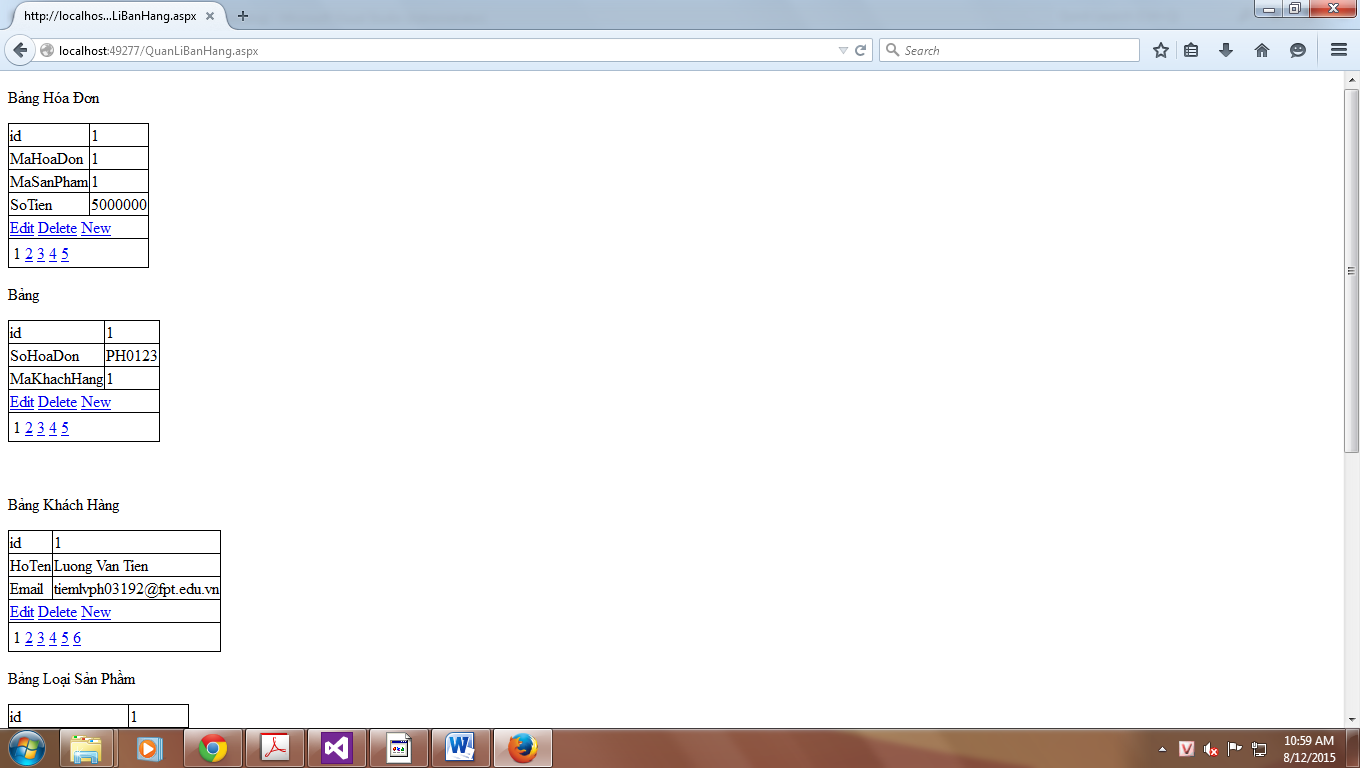 http://localhos...LiBanHang.aspx
localhost:49277/QuanLiBanHang.aspx
Search
Bảng Hóa Đơn
id 1
MaHoaDon 1
MaSanPham 1
SoTien 5000000
Edit Delete New
1 2 3 4 5
Bảng
id 1
SoHoaDon PH0123
MaKhachHang 1
Edit Delete New
1 2 3 4 5
Bảng Khách Hàng
id 1
HoTen Luong Van Tien
Email tiemlvph03192@fpt.edu.vn
Edit Delete New
1 2 3 4 5 6
Bảng Loại Sản Phẩm
id 1
10:59 AM
8/12/2015